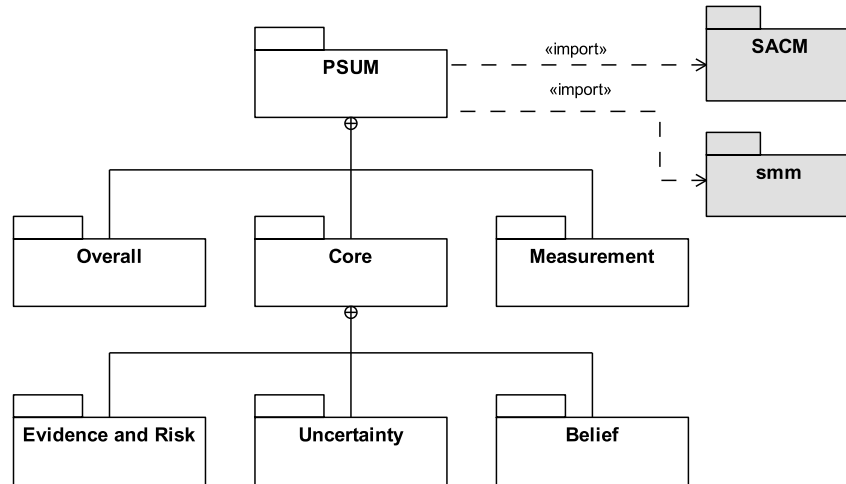 SACM
«import»
PSUM
«import»
smm
Overall
Core
Measurement
Evidence and Risk
Uncertainty
Belief